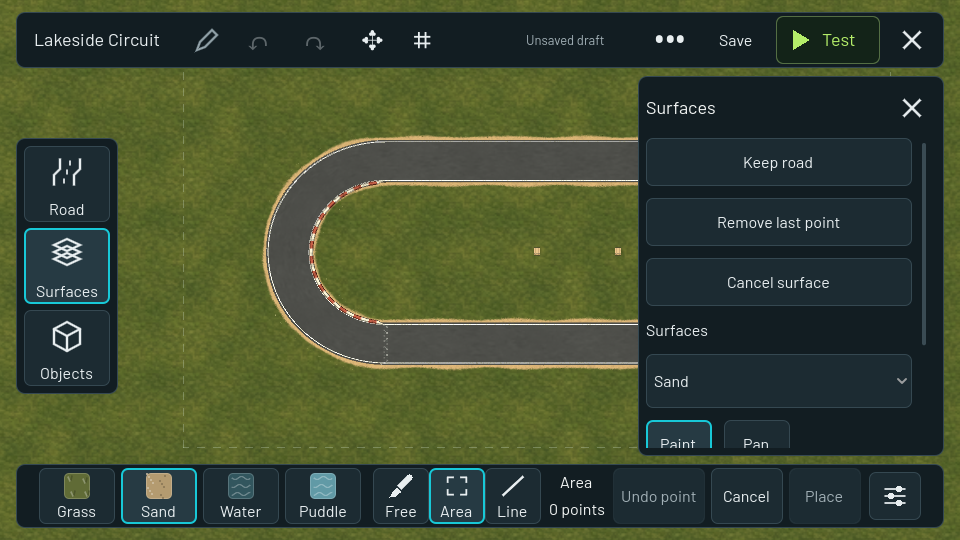 Lakeside Circuit
Unsaved draft
Save
Test
Surfaces
Keep road
Remove last point
Cancel surface
Surfaces
Sand
Paint
Pan
Road
Surfaces
Objects
Grass
Sand
Water
Puddle
Free
Area
Line
Area
0 points
Undo point
Cancel
Place